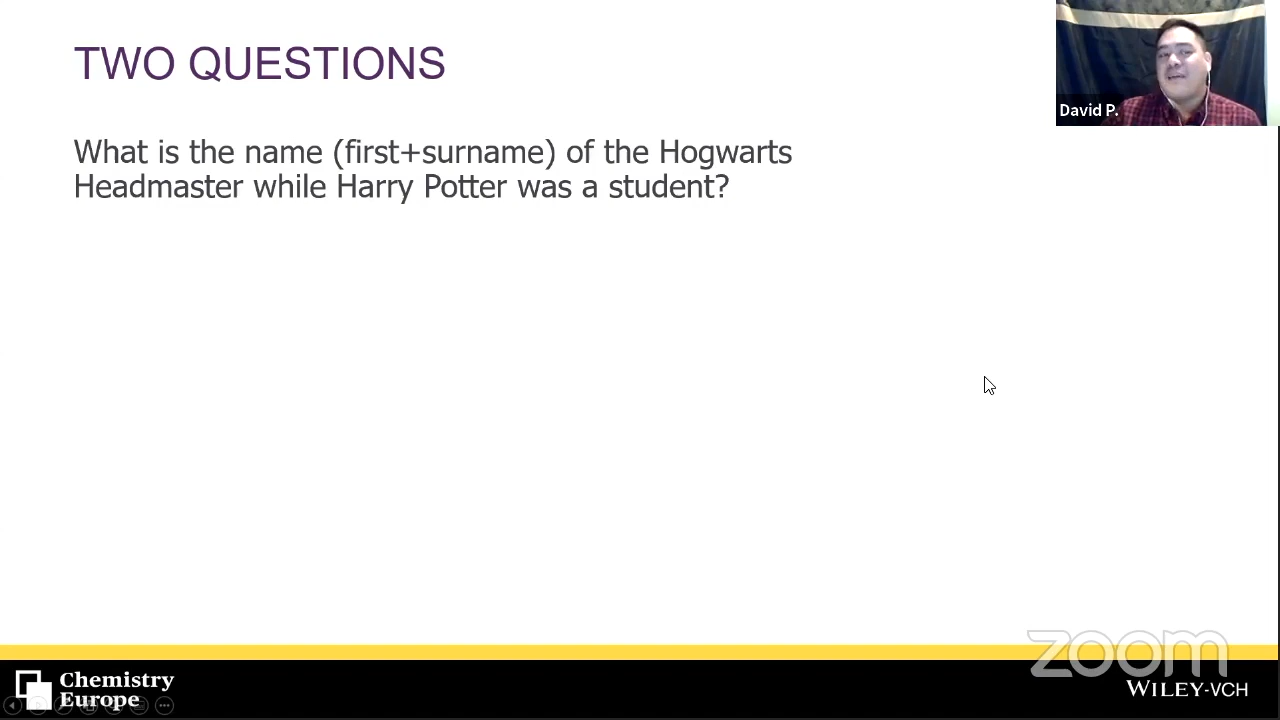 TWO QUESTIONS
David P.
What is the name (first+surname) of the Hogwarts
Headmaster while Harry Potter was a student?
zoom
Chemistry
Europe
WILEY-VCH